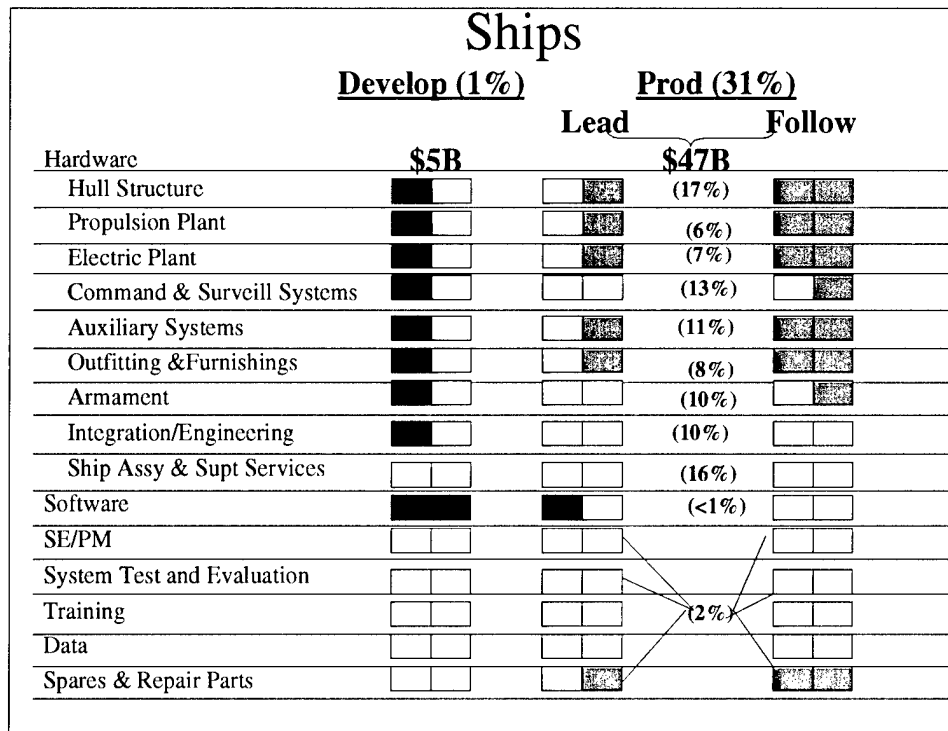 Ships
Develop (1%) Prod (31%)
Lead Follow
Hardware $5B $47B
Hull Structure (17%)
Propulsion Plant (6%)
Electric Plant (7%)
Command & Surveill Systems (13%)
Auxiliary Systems (11%)
Outfitting &Furnishings (8%)
Armament (10%)
Integration/Engineering (10%)
Ship Assy & Supt Services (16%)
Software (<1%)
SE/PM
System Test and Evaluation
Training (2%)
Data
Spares & Repair Parts